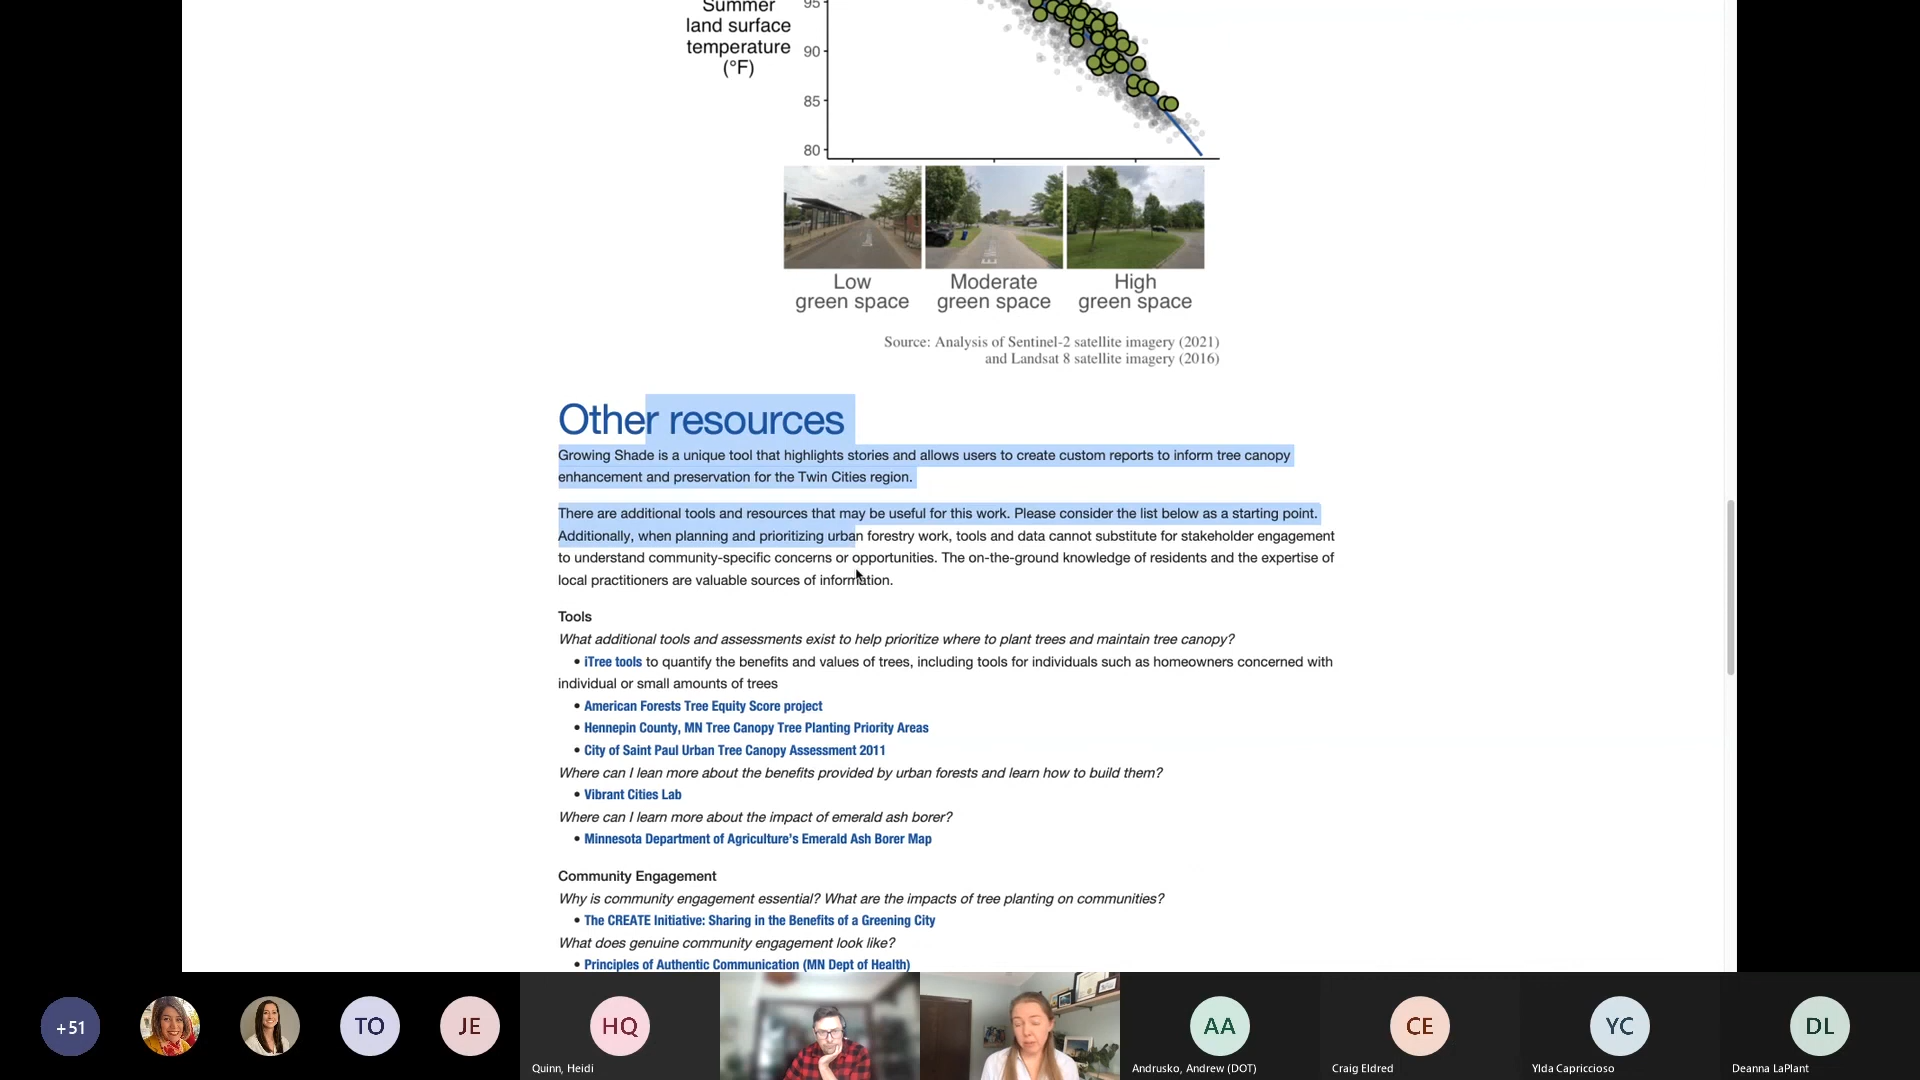 Summer
land surface
temperature
(°F)
95
90
85
80
Low
green space
Moderate
green space
High
green space
Source: Analysis of Sentinel-2 satellite imagery (2021)
and Landsat 8 satellite imagery (2016)
Other resources
Growing Shade is a unique tool that highlights stories and allows users to create custom reports to inform tree canopy
enhancement and preservation for the Twin Cities region.
There are additional tools and resources that may be useful for this work. Please consider the list below as a starting point.
Additionally, when planning and prioritizing urban forestry work, tools and data cannot substitute for stakeholder engagement
to understand community-specific concerns or opportunities. The on-the-ground knowledge of residents and the expertise of
local practitioners are valuable sources of information.
Tools
What additional tools and assessments exist to help prioritize where to plant trees and maintain tree canopy?
• iTree tools to quantify the benefits and values of trees, including tools for individuals such as homeowners concerned with
individual or small amounts of trees
• American Forests Tree Equity Score project
• Hennepin County, MN Tree Canopy Tree Planting Priority Areas
• City of Saint Paul Urban Tree Canopy Assessment 2011
Where can I lean more about the benefits provided by urban forests and learn how to build them?
• Vibrant Cities Lab
Where can I learn more about the impact of emerald ash borer?
• Minnesota Department of Agriculture's Emerald Ash Borer Map
Community Engagement
Why is community engagement essential? What are the impacts of tree planting on communities?
• The CREATE Initiative: Sharing in the Benefits of a Greening City
What does genuine community engagement look like?
• Principles of Authentic Communication (MN Dept of Health)
+51
TO
JE
HQ
Quinn, Heidi
AA
Andrusko, Andrew (DOT)
CE
Craig Eldred
YC
Ylda Capriccioso
DL
Deanna LaPlant